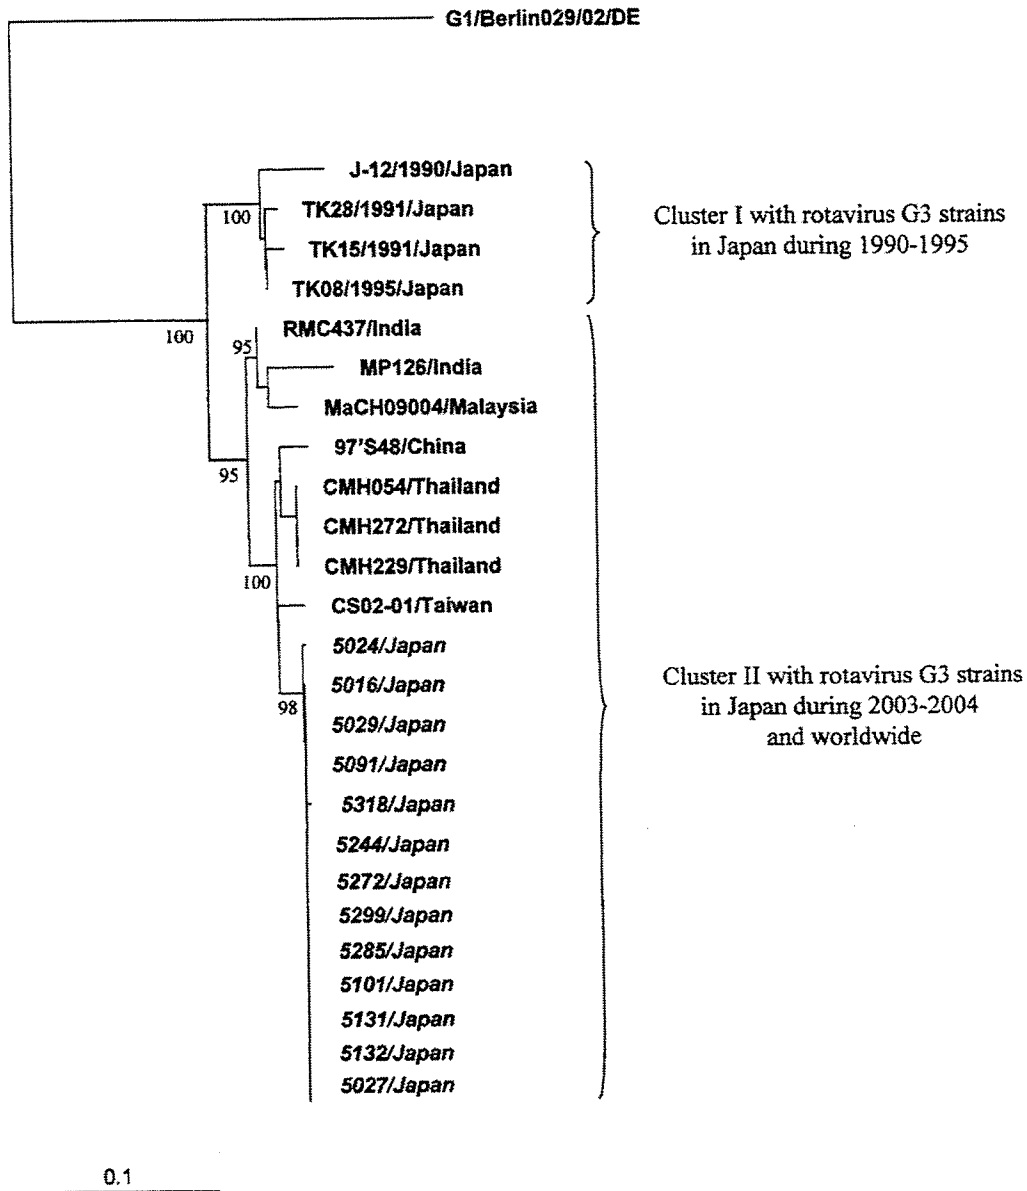 G1/Berlin029/02/DE
J-12/1990/Japan
100
TK28/1991/Japan
TK15/1991/Japan
TK08/1995/Japan
Cluster I with rotavirus G3 strains
in Japan during 1990-1995
100
RMC437/India
95
MP126/India
MaCH09004/Malaysia
97'S48/China
95
CMH054/Thailand
CMH272/Thailand
CMH229/Thailand
100
CS02-01/Taiwan
5024/Japan
5016/Japan
98
5029/Japan
5091/Japan
5318/Japan
5244/Japan
5272/Japan
5299/Japan
5285/Japan
5101/Japan
5131/Japan
5132/Japan
5027/Japan
Cluster II with rotavirus G3 strains
in Japan during 2003-2004
and worldwide
0.1